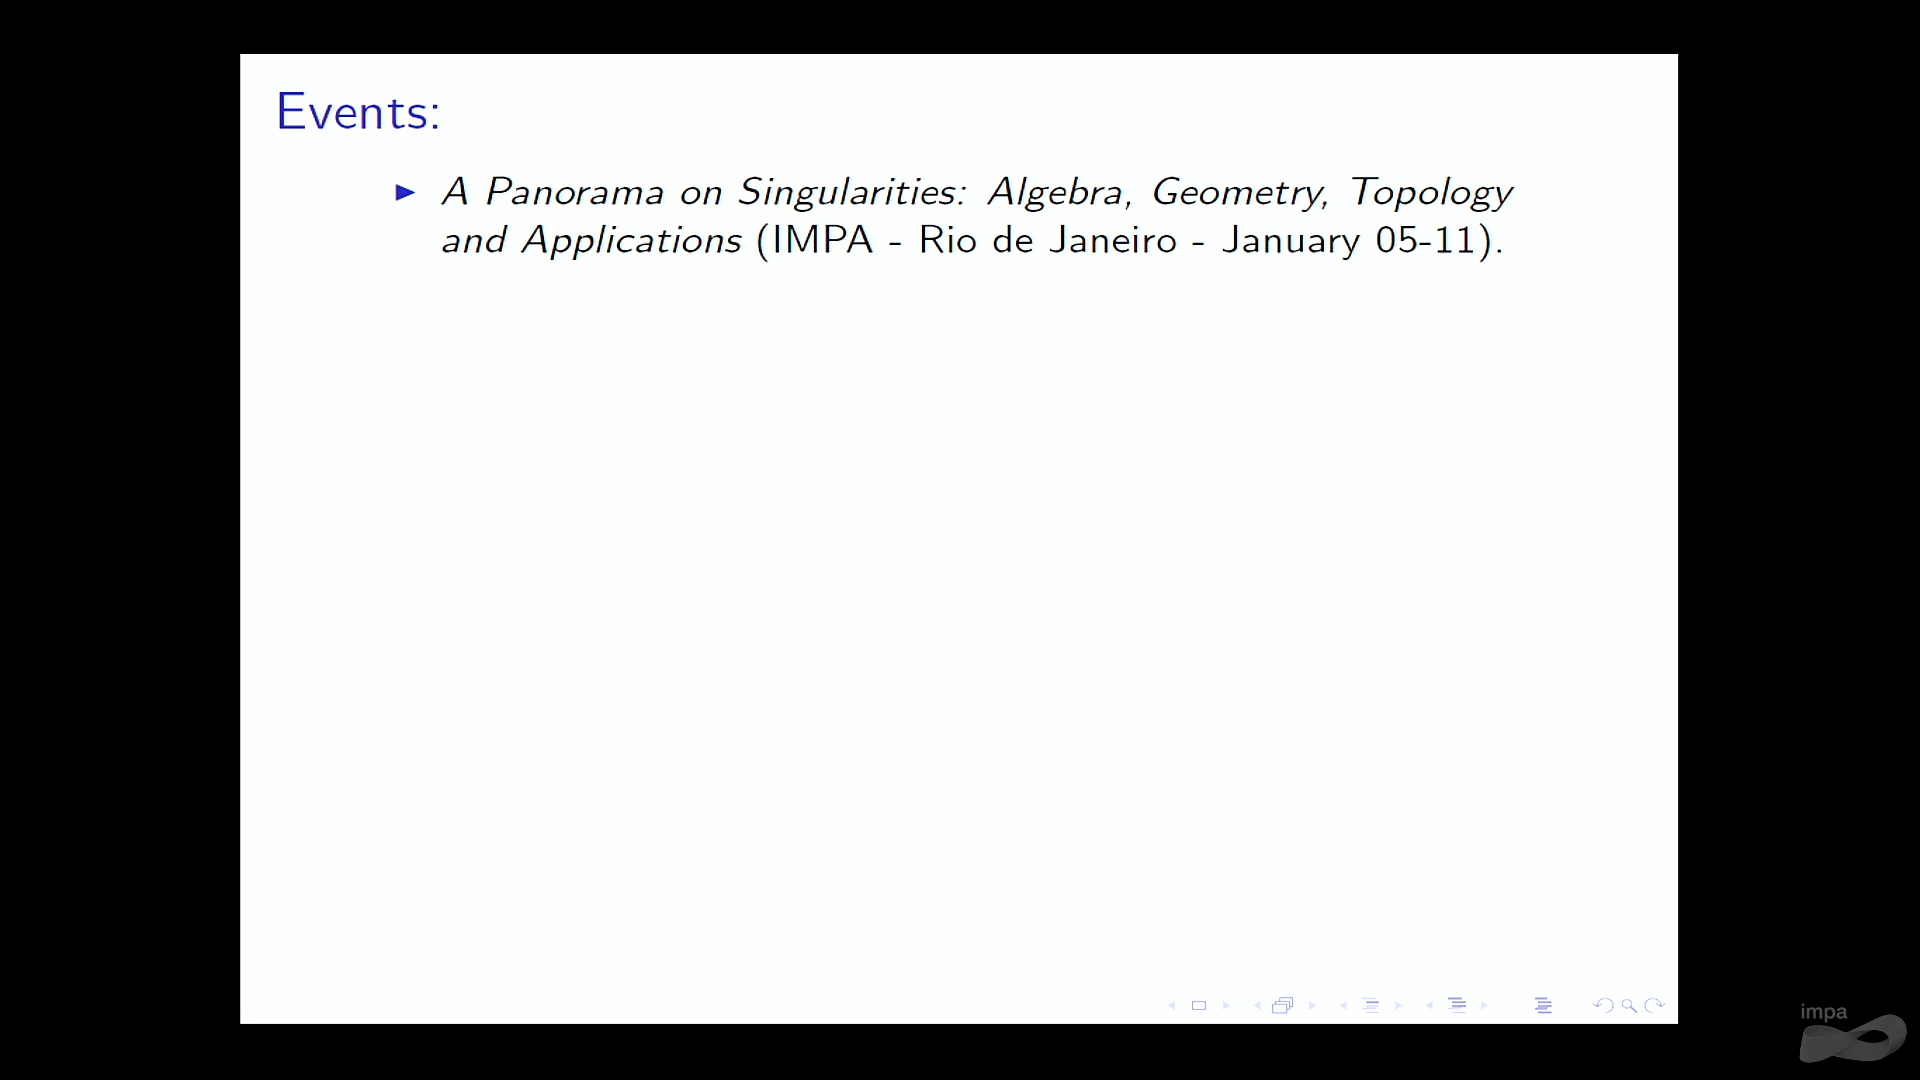 Events:
A Panorama on Singularities: Algebra, Geometry, Topology
and Applications (IMPA - Rio de Janeiro - January 05-11).
impa